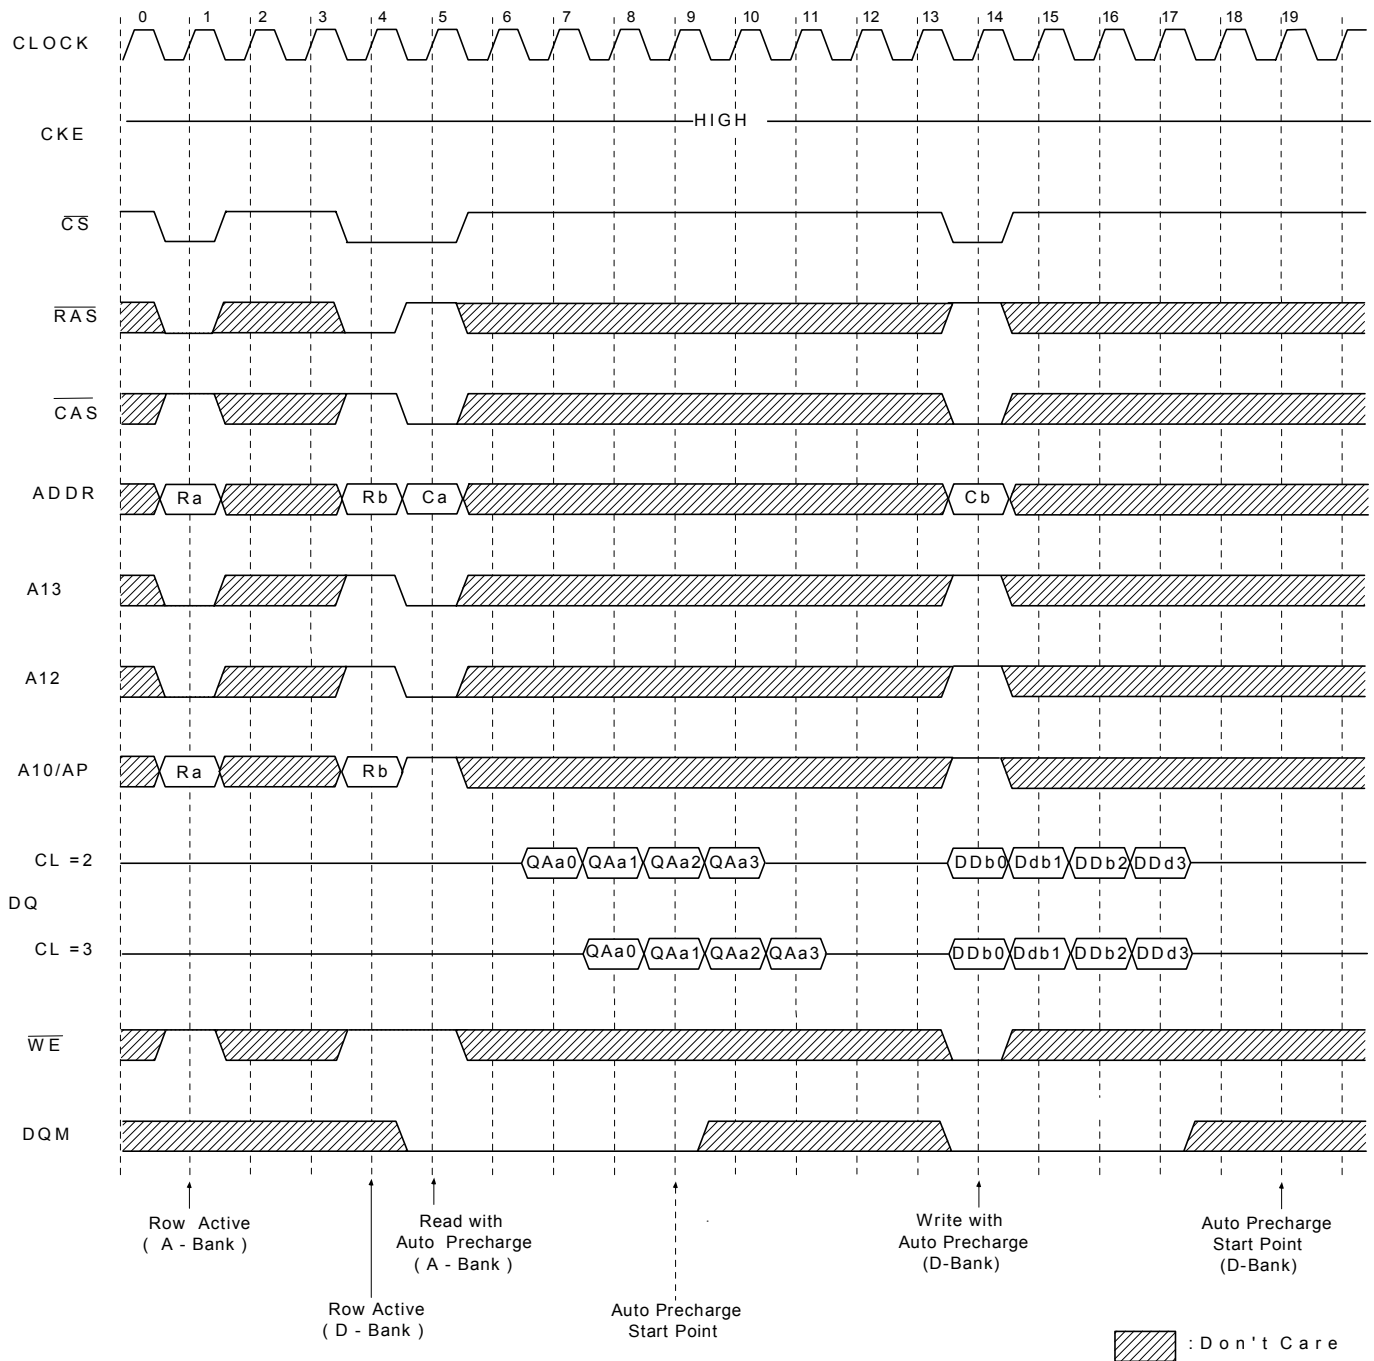 0 1 2 3 4 5 6 7 8 9 10 11 12 13 14 15 16 17 18 19
CLOCK
CKE HIGH
CS
RAS
CAS
ADDR Ra Rb Ca Cb
A13
A12
A10/AP Ra Rb
CL =2 QAa0 QAa1 QAa2 QAa3 DDb0 Ddb1 DDb2 DDd3
DQ
CL =3 QAa0 QAa1 QAa2 QAa3 DDb0 Ddb1 DDb2 DDd3
WE
DQM
Row Active
( A - Bank )
Row Active
( D - Bank )
Read with
Auto Precharge
( A - Bank )
Auto Precharge
Start Point
Write with
Auto Precharge
(D-Bank)
Auto Precharge
Start Point
(D-Bank)
: Don't Care